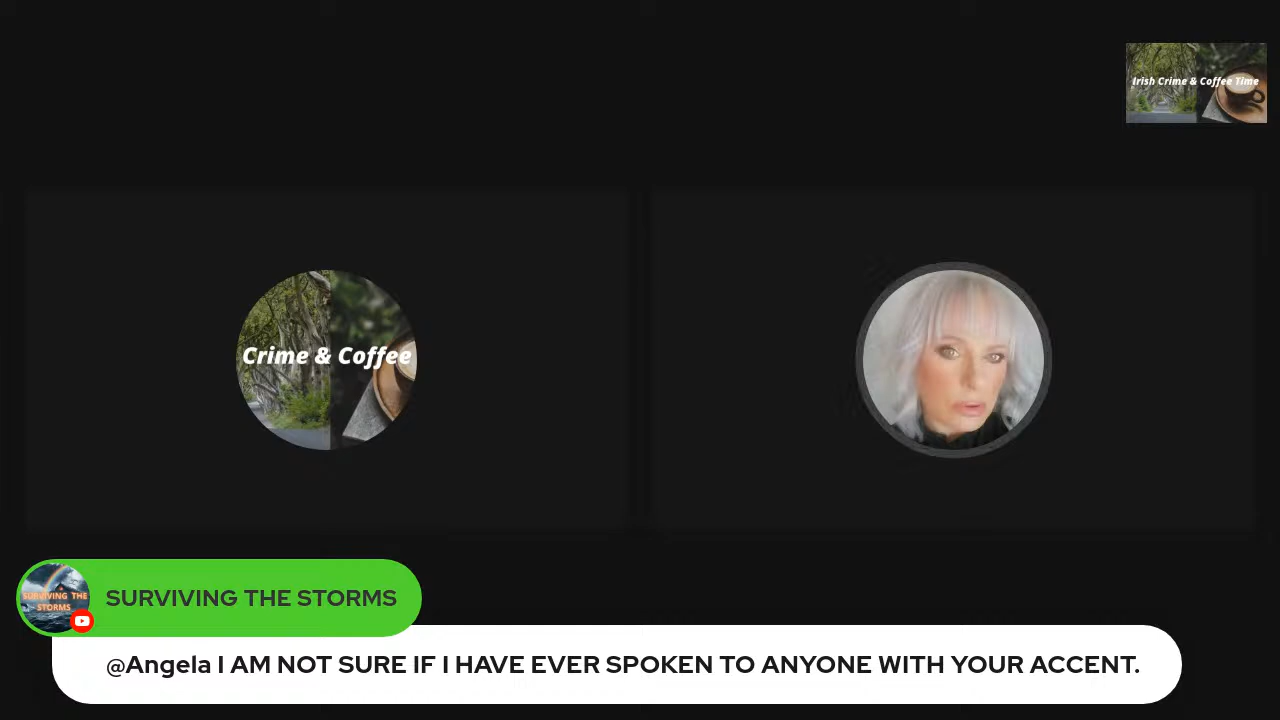 Irish Crime & Coffee Time
Crime & Coffee
SURVIVING THE
STORMS
SURVIVING THE STORMS
@Angela I AM NOT SURE IF I HAVE EVER SPOKEN TO ANYONE WITH YOUR ACCENT.